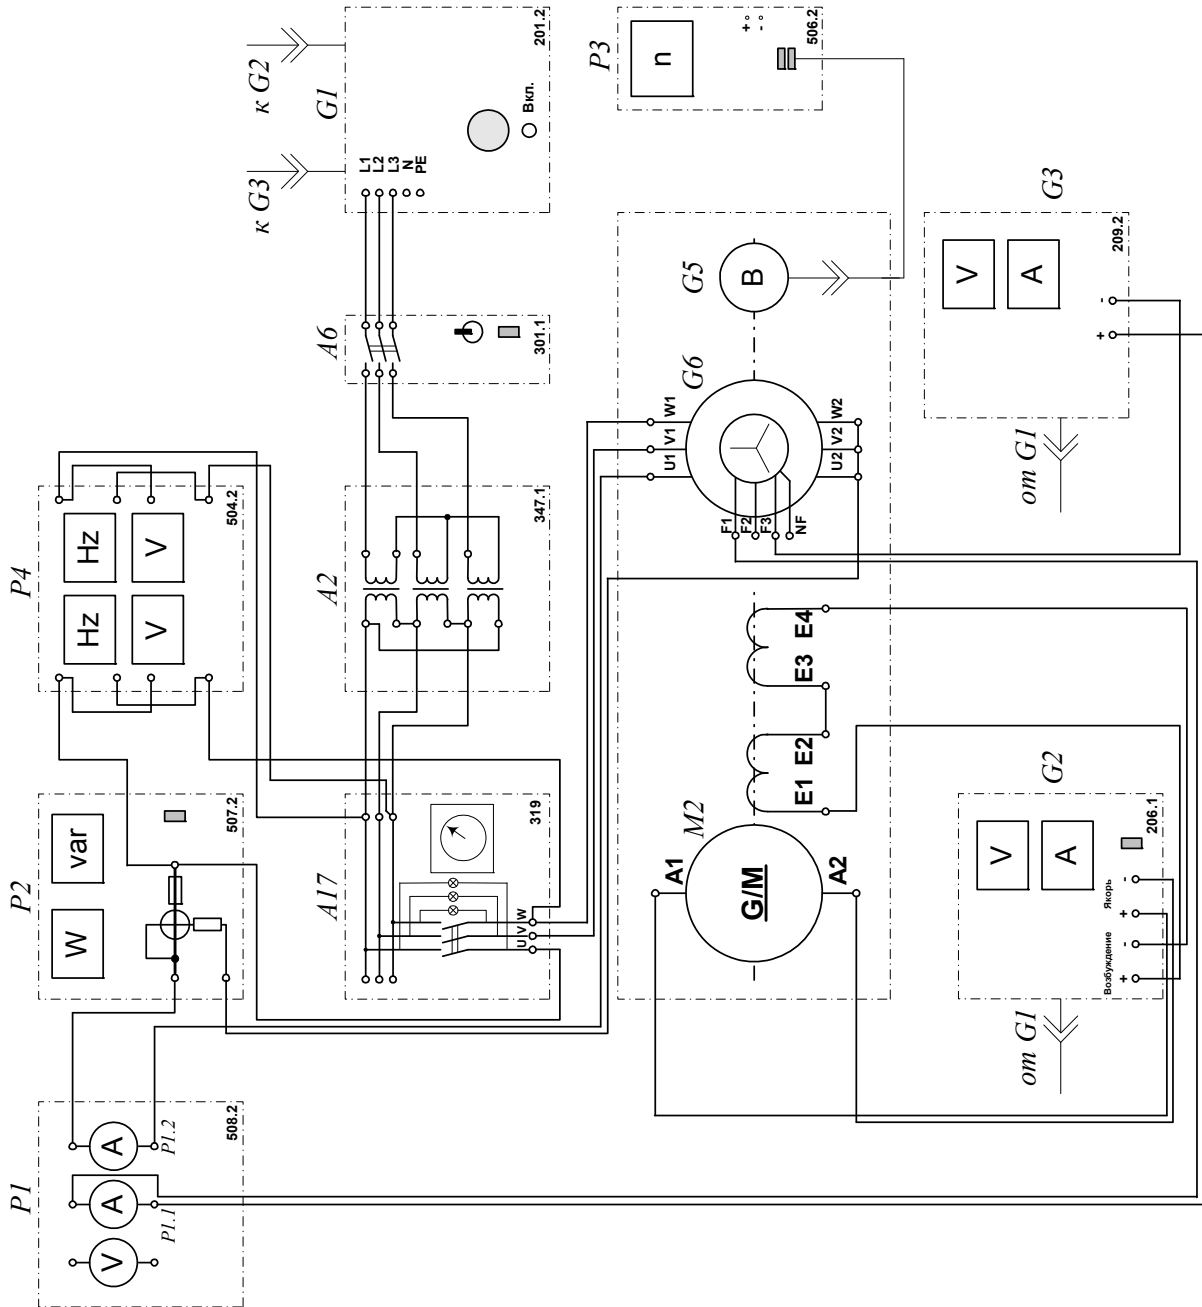 P1
V
A
P1.1
A
P1.2
508.2
P2
W
var
507.2
P4
Hz
Hz
V
V
504.2
A17
U
V
W
319
A2
347.1
A6
301.1
к G3
к G2
G1
L1
L2
L3
N
PE
Вкл.
201.2
P3
n
+
-
506.2
M2
G/M
A1
A2
E1
E2
E3
E4
G6
U1
V1
W1
F1
F2
F3
NF
U2
V2
W2
G5
B
от G1
G2
V
A
206.1
Возбуждение
+
-
Якорь
+
-
от G1
G3
V
A
209.2
+
-